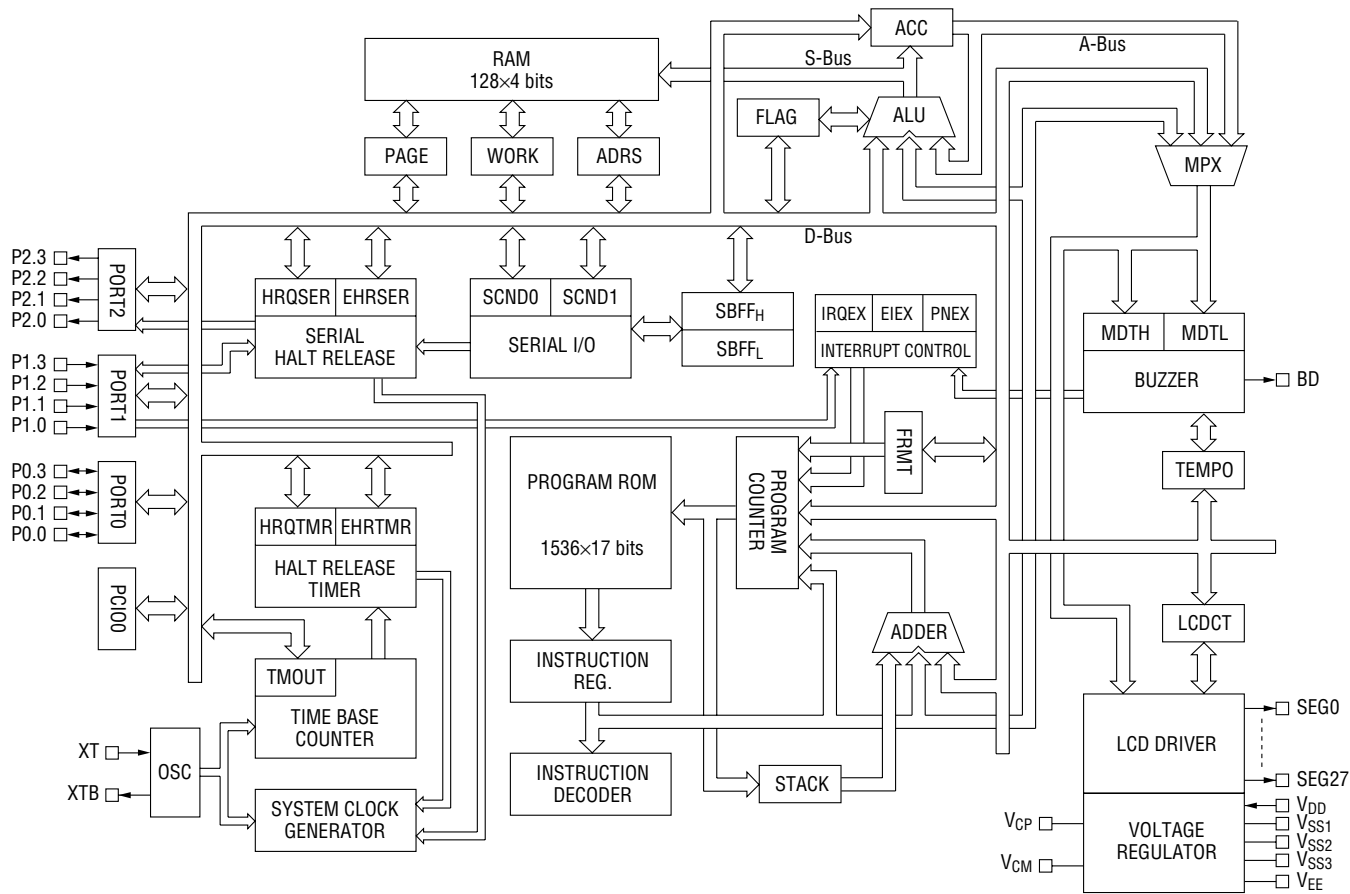 ACC
A-Bus
RAM
128×4 bits
S-Bus
FLAG
ALU
PAGE
WORK
ADRS
MPX
D-Bus
P2.3
P2.2
P2.1
P2.0
PORT2
HRQSER
EHRSER
SERIAL
HALT RELEASE
SCND0
SCND1
SERIAL I/O
SBFFH
SBFFL
IRQEX
EIEX
PNEX
INTERRUPT CONTROL
MDTH
MDTL
BUZZER
BD
P1.3
P1.2
P1.1
P1.0
PORT1
P0.3
P0.2
P0.1
P0.0
PORT0
PROGRAM ROM
1536×17 bits
PROGRAM
COUNTER
FRMT
TEMPO
HRQTMR
EHRTMR
HALT RELEASE
TIMER
PCIO0
ADDER
LCDCT
TMOUT
TIME BASE
COUNTER
INSTRUCTION
REG.
XT
XTB
OSC
INSTRUCTION
DECODER
STACK
SYSTEM CLOCK
GENERATOR
LCD DRIVER
SEG0
SEG27
VCP
VCM
VOLTAGE
REGULATOR
VDD
VSS1
VSS2
VSS3
VEE